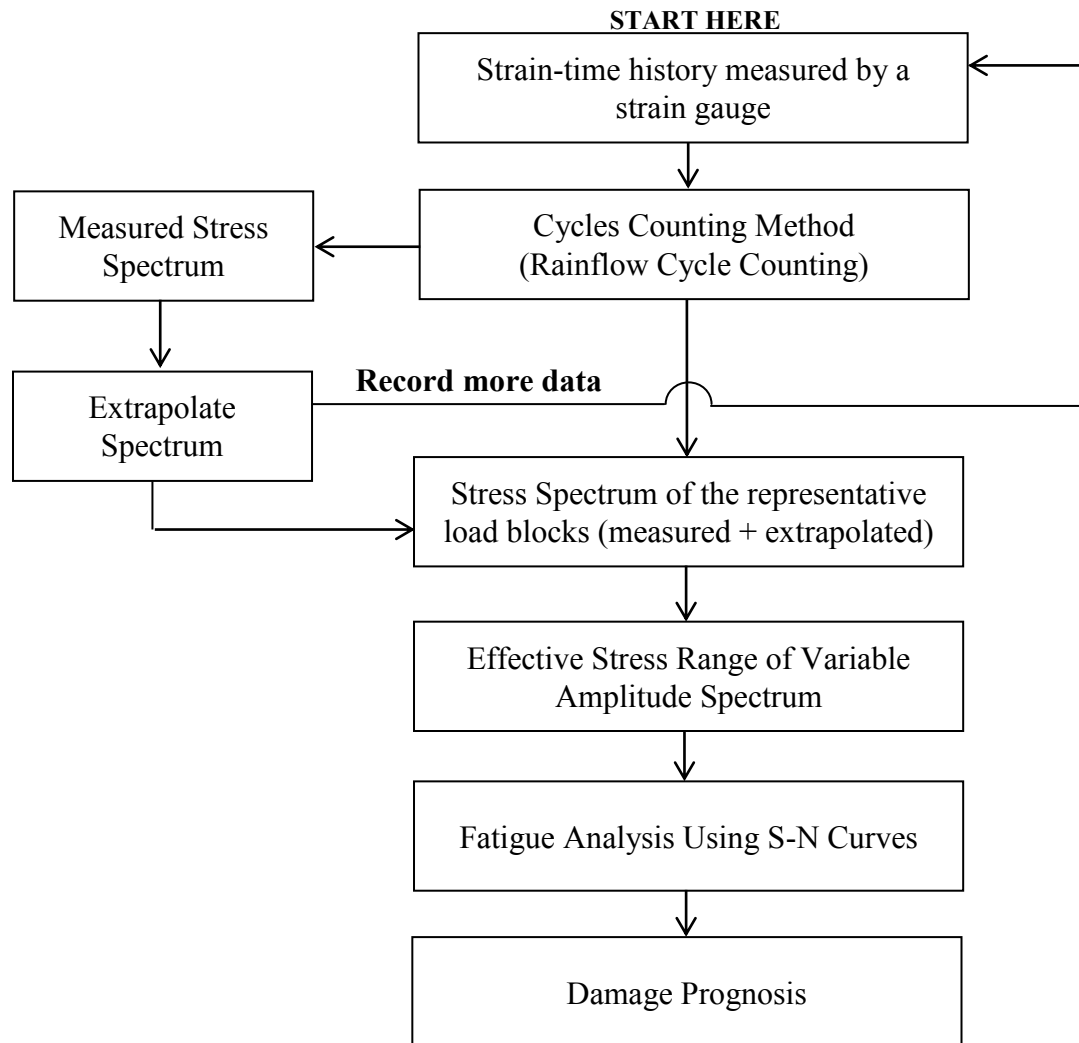 START HERE
Strain-time history measured by a
strain gauge
Cycles Counting Method
(Rainflow Cycle Counting)
Measured Stress
Spectrum
Extrapolate
Spectrum
Record more data
Stress Spectrum of the representative
load blocks (measured + extrapolated)
Effective Stress Range of Variable
Amplitude Spectrum
Fatigue Analysis Using S-N Curves
Damage Prognosis